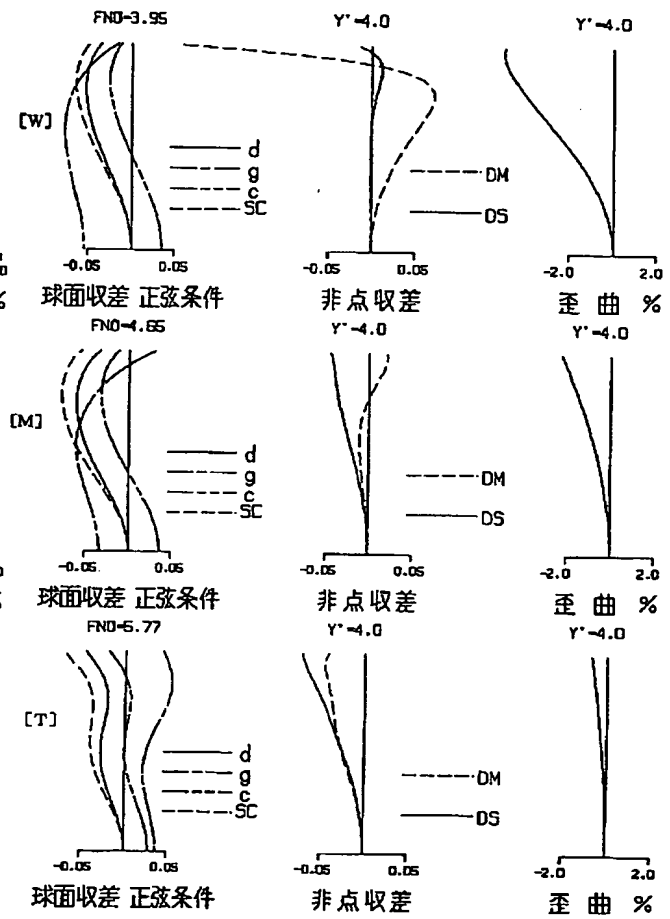 FNO=3.95 Y'=4.0 Y'=4.0
[W]
d
g
c
SC
DM
DS
-0.05 0.05 -0.05 0.05 -2.0 2.0
% 球面収差 正弦条件 非点収差 歪曲 %
FNO=4.65 Y'=4.0 Y'=4.0
[M]
d
g
c
SC
DM
DS
-0.05 0.05 -0.05 0.05 -2.0 2.0
球面収差 正弦条件 非点収差 歪曲 %
FNO=5.77 Y'=4.0 Y'=4.0
[T]
d
g
c
SC
DM
DS
-0.05 0.05 -0.05 0.05 -2.0 2.0
球面収差 正弦条件 非点収差 歪曲 %